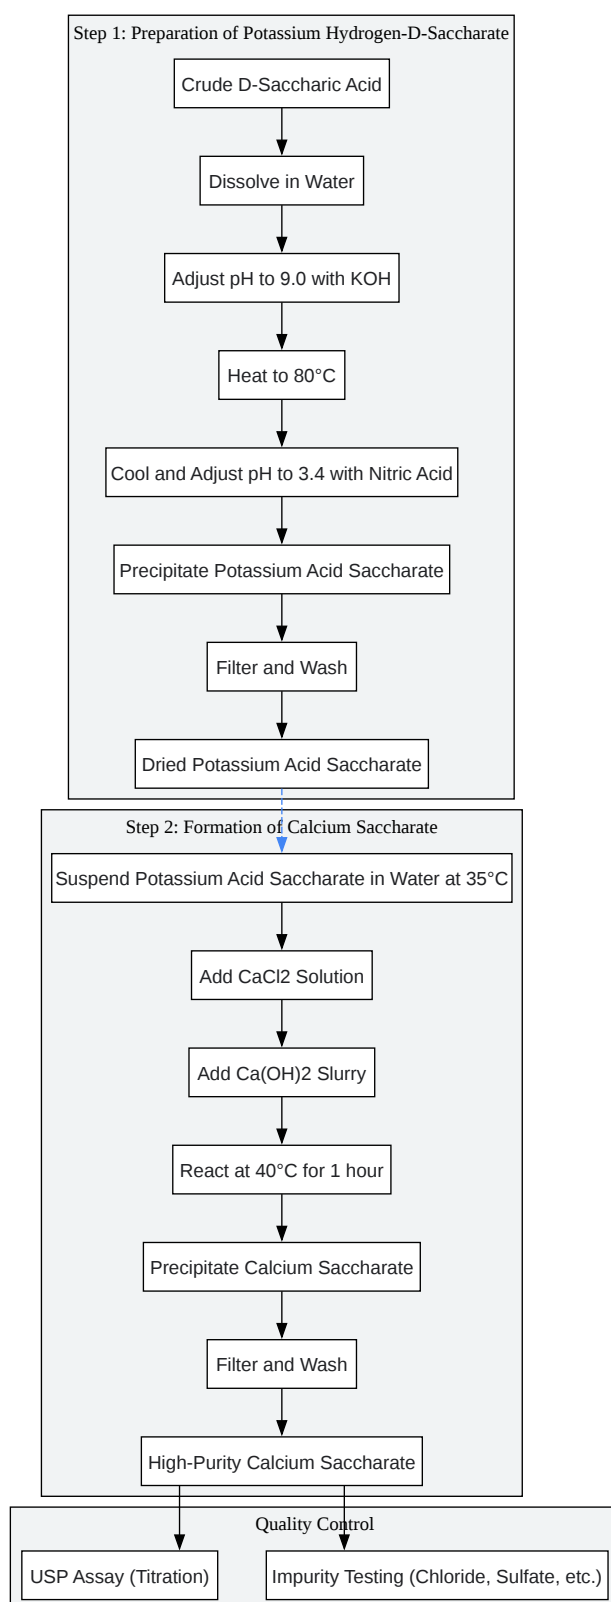 Step 1: Preparation of Potassium Hydrogen-D-Saccharate
Crude D-Saccharic Acid
Dissolve in Water
Adjust pH to 9.0 with KOH
Heat to 80°C
Cool and Adjust pH to 3.4 with Nitric Acid
Precipitate Potassium Acid Saccharate
Filter and Wash
Dried Potassium Acid Saccharate
Step 2: Formation of Calcium Saccharate
Suspend Potassium Acid Saccharate in Water at 35°C
Add CaCl2 Solution
Add Ca(OH)2 Slurry
React at 40°C for 1 hour
Precipitate Calcium Saccharate
Filter and Wash
High-Purity Calcium Saccharate
Quality Control
USP Assay (Titration)
Impurity Testing (Chloride, Sulfate, etc.)